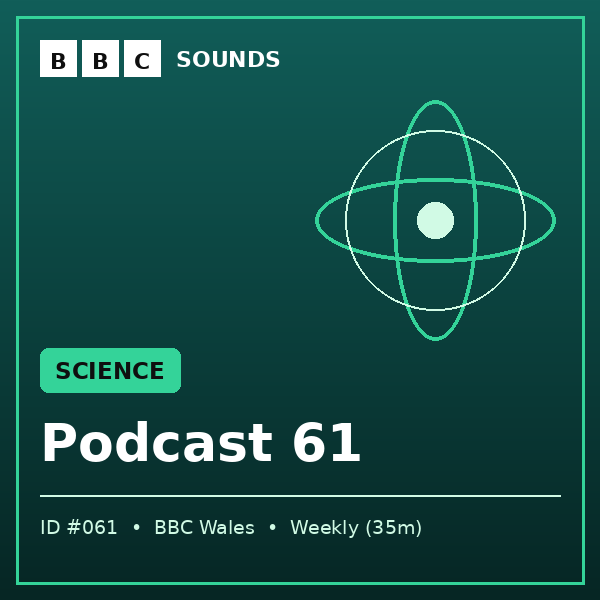 BBC SOUNDS
SCIENCE
Podcast 61
ID #061 • BBC Wales • Weekly (35m)